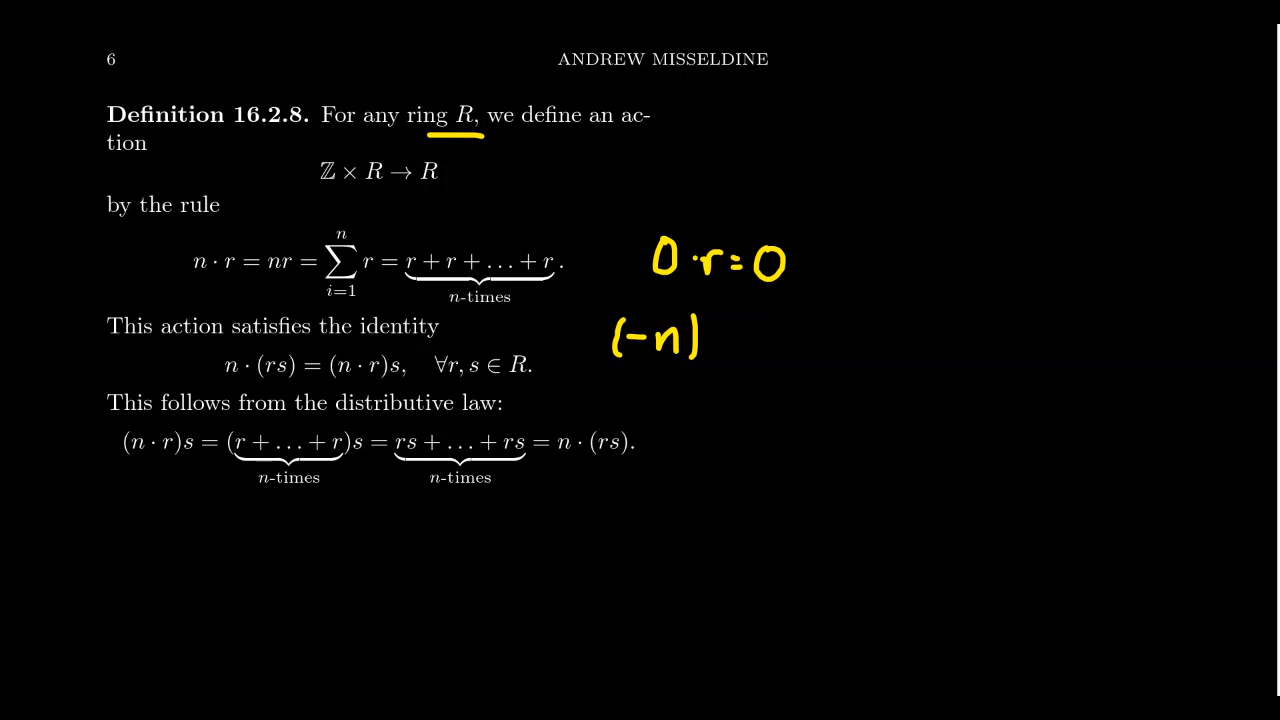 6 ANDREW MISSELDINE
Definition 16.2.8. For any ring R, we define an ac-
tion
ℤ × R → R
by the rule
n · r = nr = ∑_{i=1}^{n} r = r + r + … + r .
n-times
0 · r = 0
This action satisfies the identity
(-n)
n · (rs) = (n · r)s, ∀r, s ∈ R.
This follows from the distributive law:
(n · r)s = (r + … + r)s = rs + … + rs = n · (rs).
n-times n-times